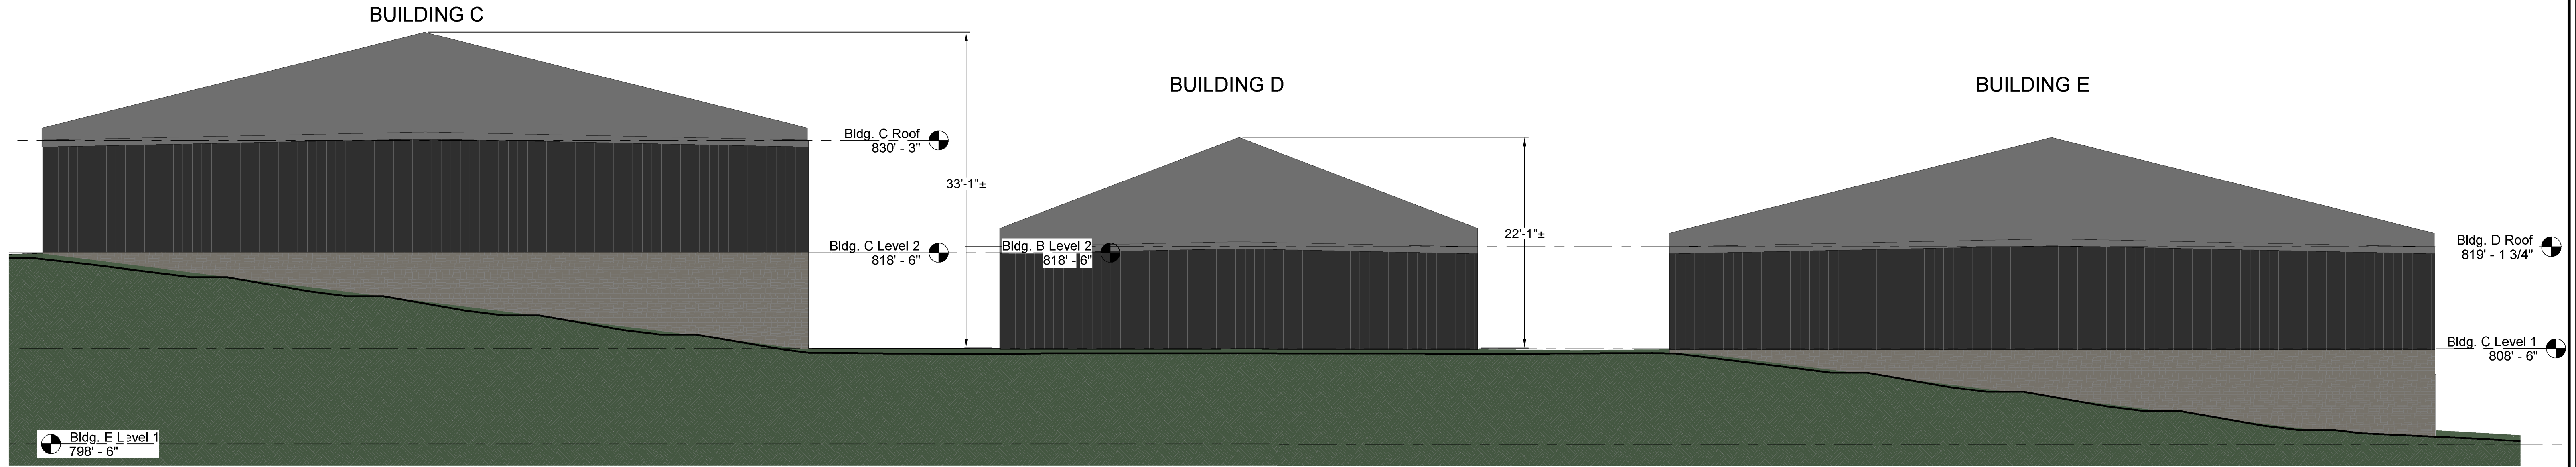 BUILDING C
BUILDING D
BUILDING E
Bldg. C Roof
830' - 3"
33'-1"±
22'-1"±
Bldg. C Level 2
818' - 6"
Bldg. B Level 2
818' - 6"
Bldg. D Roof
819' - 1 3/4"
Bldg. C Level 1
808' - 6"
Bldg. E Level 1
798' - 6"